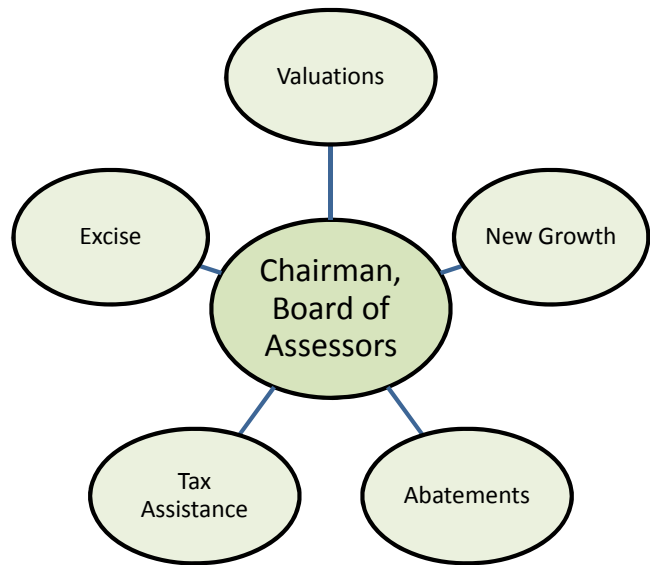 Valuations
Excise
New Growth
Chairman,
Board of
Assessors
Tax
Assistance
Abatements